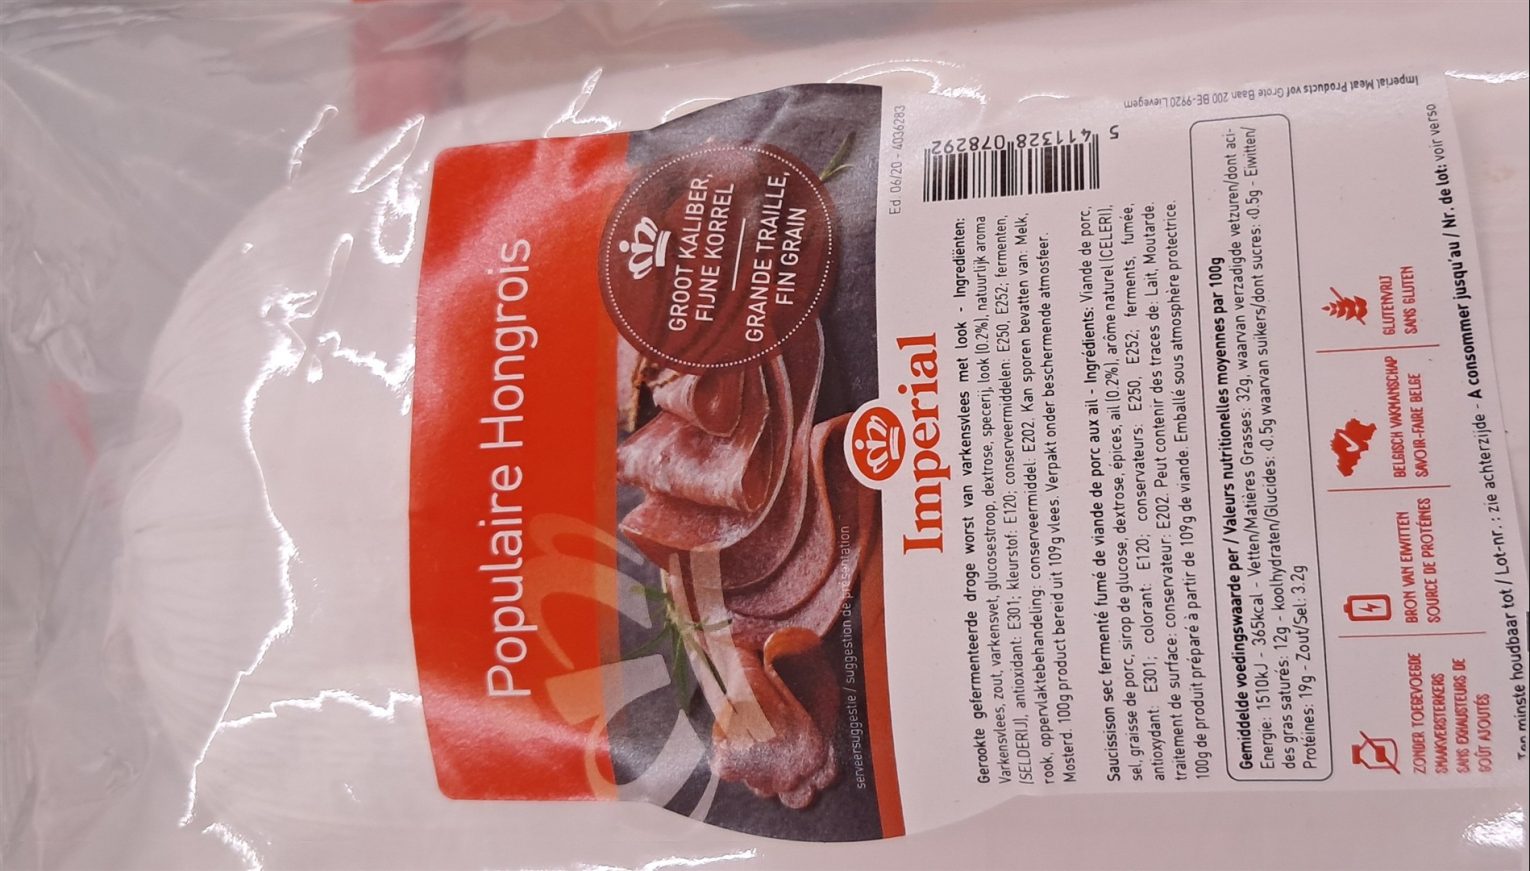 Populaire Hongrois
GROOT KALIBER,
FIJNE KORREL
GRANDE TRAILLE,
FIN GRAIN
serveersuggestie / suggestion de présentation
Imperial
Ed. 06/20 - 4036283
5 411328 078292
Imperial Meat Products vof Grote Baan 200 BE-9920 Lievegem
Gerookte gefermenteerde droge worst van varkensvlees met look - Ingrediënten:
Varkensvlees, zout, varkensvet, glucosestroop, dextrose, specerij, look (0.2%), natuurlijk aroma
(SELDERIJ), antioxidant: E301; kleurstof: E120; conserveermiddelen: E250, E252; fermenten,
rook, oppervlaktebehandeling: conserveermiddel: E202. Kan sporen bevatten van: Melk,
Mosterd. 100g product bereid uit 109g vlees. Verpakt onder beschermende atmosfeer.
Saucissison sec fermenté fumé de viande de porc aux ail - Ingrédients: Viande de porc,
sel, graisse de porc, sirop de glucose, dextrose, épices, ail (0.2%), arôme naturel (CELERI),
antioxydant: E301; colorant: E120; conservateurs: E250, E252; ferments, fumée,
traitement de surface: conservateur: E202. Peut contenir des traces de: Lait, Moutarde.
100g de produit préparé à partir de 109g de viande. Emballé sous atmosphère protectrice.
Gemiddelde voedingswaarde per / Valeurs nutritionelles moyennes par 100g
Energie: 1510kJ - 365kcal - Vetten/Matières Grasses: 32g, waarvan verzadigde vetzuren/dont aci-
des gras saturés: 12g - koolhydraten/Glucides: <0.5g waarvan suikers/dont sucres: <0.5g - Eiwitten/
Protéines: 19g - Zout/Sel: 3.2g
ZONDER TOEGEVOEGDE
SMAAKVERSTERKERS
SANS EXHAUSTEURS DE
GOÛT AJOUTÉS
BRON VAN EIWITTEN
SOURCE DE PROTÉINES
BELGISCH VAKMANSCHAP
SAVOIR-FAIRE BELGE
GLUTENVRIJ
SANS GLUTEN
Ten minste houdbaar tot / Lot-nr.: zie achterzijde - A consommer jusqu'au / Nr. de lot: voir verso